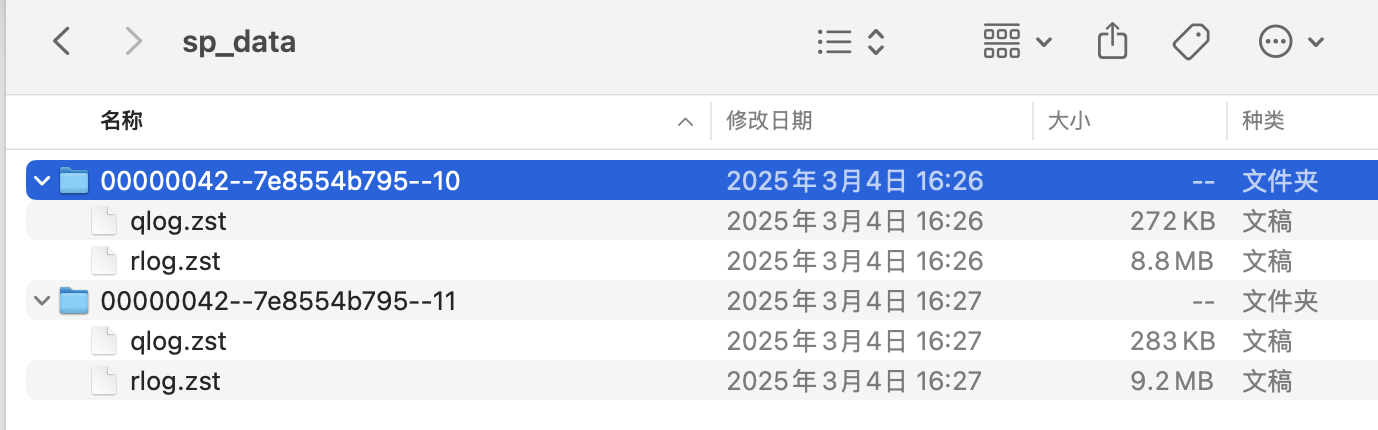 sp_data
名称 修改日期 大小 种类
00000042--7e8554b795--10 2025年3月4日 16:26 -- 文件夹
qlog.zst 2025年3月4日 16:26 272 KB 文稿
rlog.zst 2025年3月4日 16:26 8.8 MB 文稿
00000042--7e8554b795--11 2025年3月4日 16:27 -- 文件夹
qlog.zst 2025年3月4日 16:27 283 KB 文稿
rlog.zst 2025年3月4日 16:27 9.2 MB 文稿